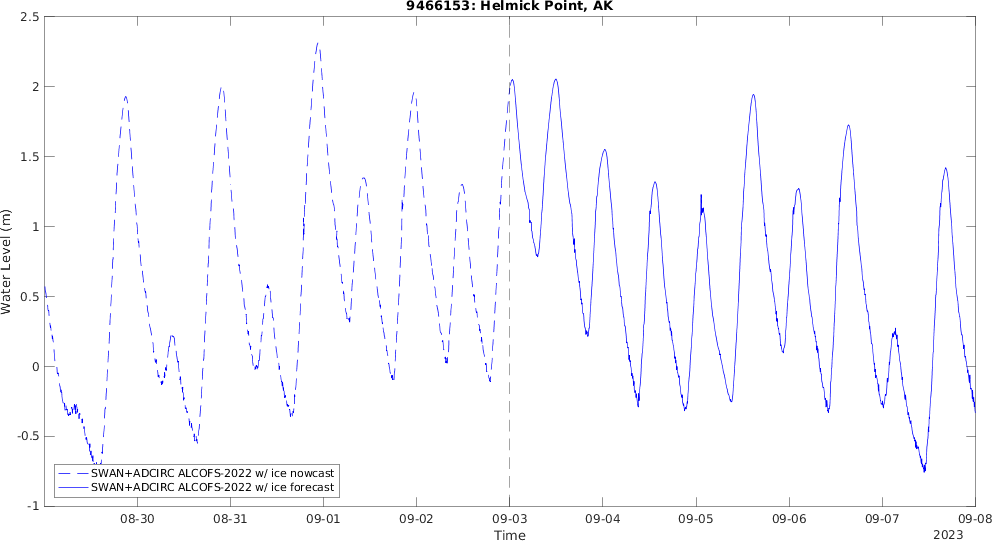 9466153: Helmick Point, AK
2.5
2
1.5
1
0.5
0
-0.5
-1
Water Level (m)
SWAN+ADCIRC ALCOFS-2022 w/ ice nowcast
SWAN+ADCIRC ALCOFS-2022 w/ ice forecast
08-30 08-31 09-01 09-02 09-03 09-04 09-05 09-06 09-07 09-08
Time
2023